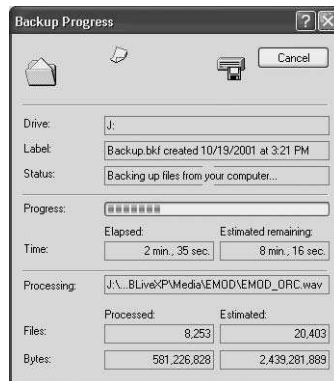 Backup Progress
Cancel
Drive: J:
Label: Backup.bkf created 10/19/2001 at 3:21 PM
Status: Backing up files from your computer...
Progress:
Elapsed: Estimated remaining:
Time: 2 min., 35 sec. 8 min., 16 sec.
Processing: J:\...BLiveXP\Media\EMOD\EMOD_ORC.wav
Processed: Estimated:
Files: 8,253 20,403
Bytes: 581,226,828 2,439,281,889